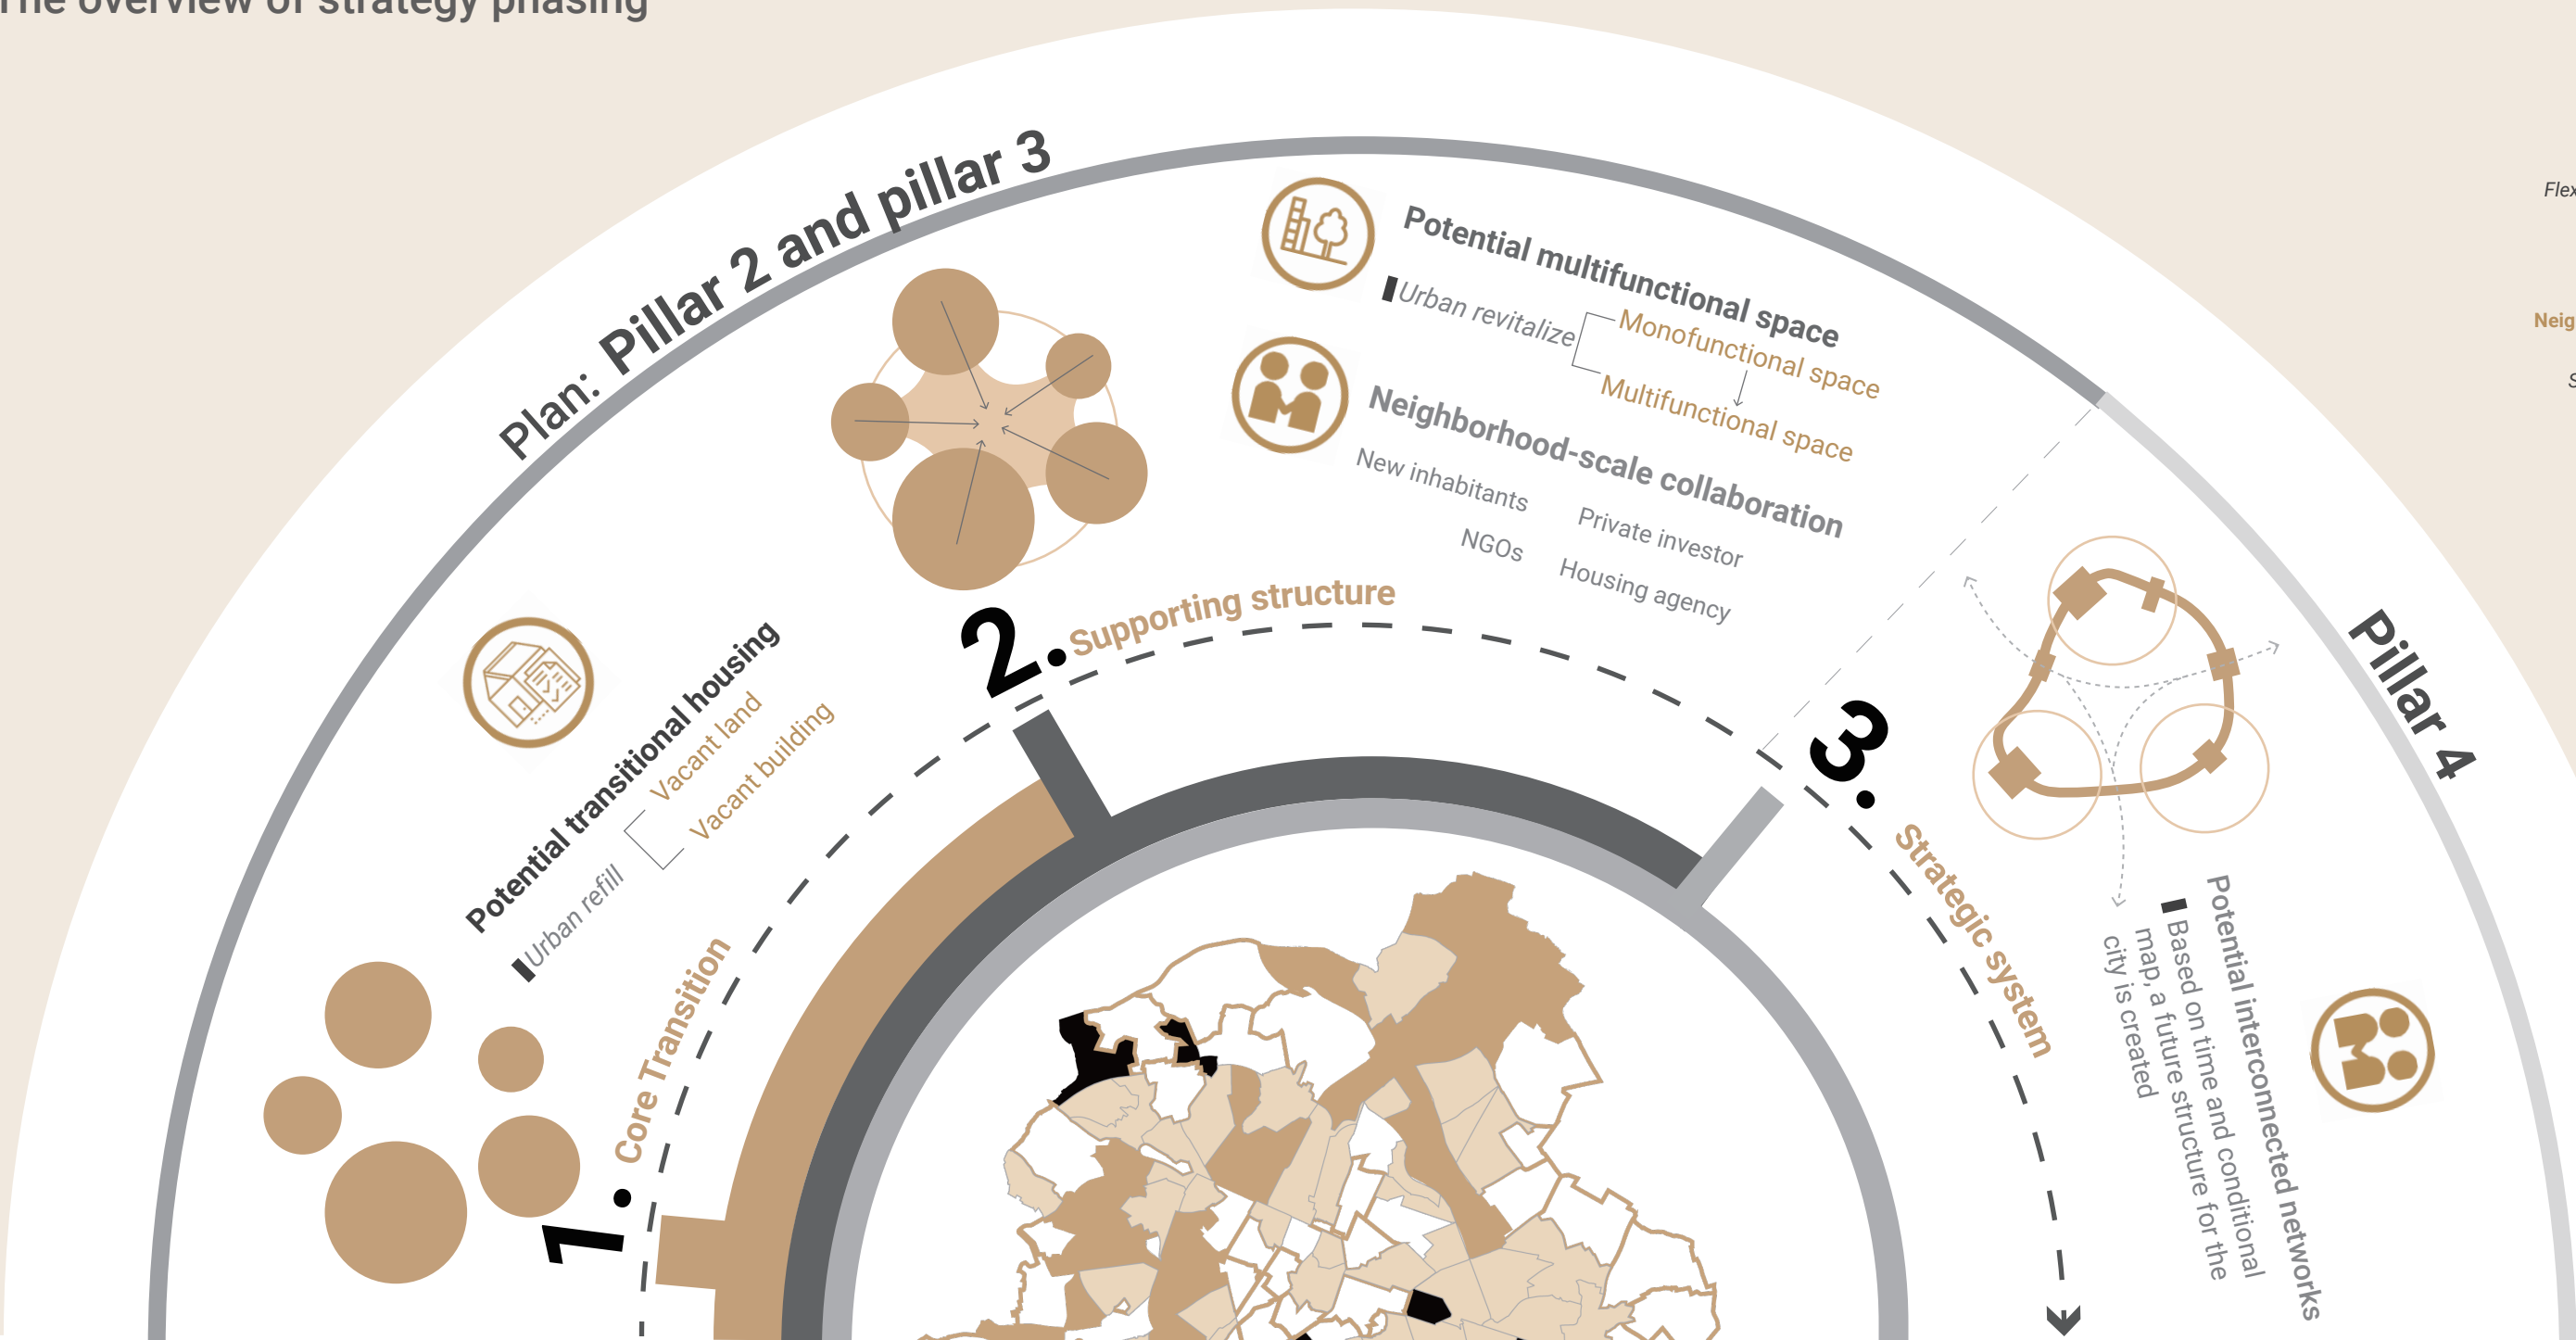 The overview of strategy phasing
Plan: Pillar 2 and pillar 3
Pillar 4
1.
Core Transition
Potential transitional housing
Urban refill
Vacant land
Vacant building
2.
Supporting structure
Potential multifunctional space
Urban revitalize
Monofunctional space
Multifunctional space
Neighborhood-scale collaboration
New inhabitants
Private investor
NGOs
Housing agency
3.
Strategic system
Potential interconnected networks
Based on time and conditional
map, a future structure for the
city is created